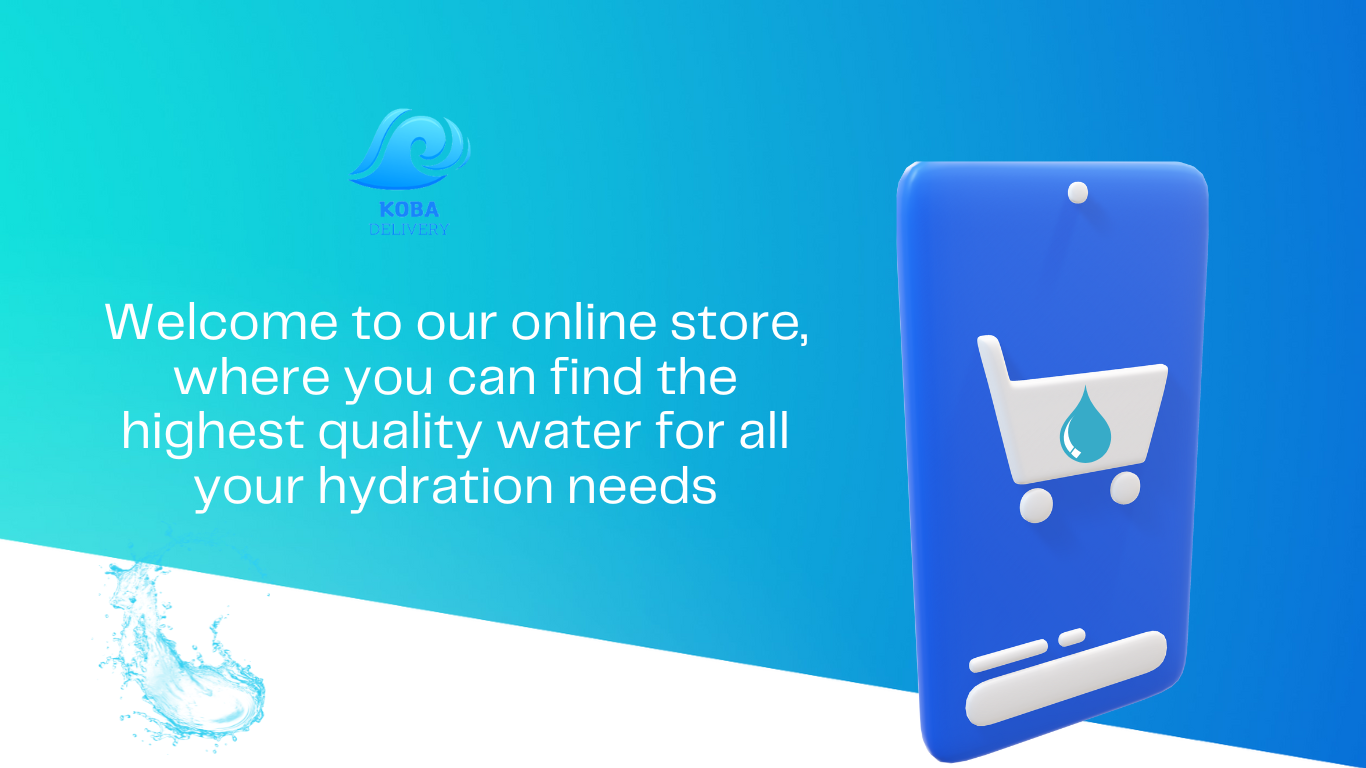 KOBA
DELIVERY
Welcome to our online store,
where you can find the
highest quality water for all
your hydration needs